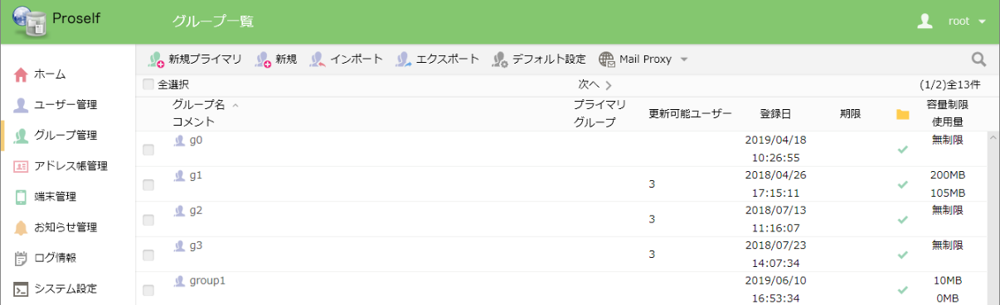 Proself
グループ一覧
root
ホーム
ユーザー管理
グループ管理
アドレス帳管理
端末管理
お知らせ管理
ログ情報
システム設定
新規プライマリ 新規 インポート エクスポート デフォルト設定 Mail Proxy
全選択 次へ (1/2)全13件
グループ名 プライマリ 更新可能ユーザー 登録日 期限 容量制限
コメント グループ 使用量
g0 2019/04/18 無制限
10:26:55
g1 3 2018/04/26 200MB
17:15:11 105MB
g2 3 2018/07/13 無制限
11:16:07
g3 3 2018/07/23 無制限
14:07:34
group1 2019/06/10 10MB
16:53:34 0MB